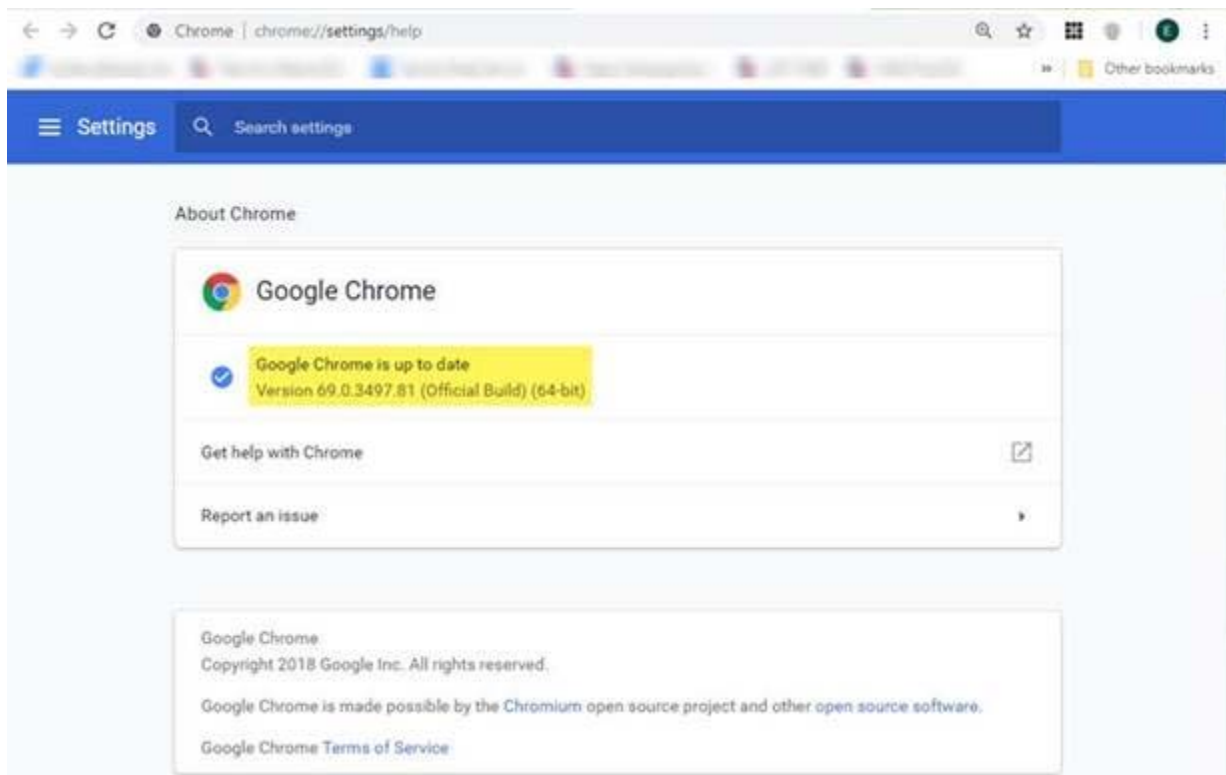 Chrome | chrome://settings/help
Other bookmarks
Settings
Search settings
About Chrome
Google Chrome
Google Chrome is up to date
Version 69.0.3497.81 (Official Build) (64-bit)
Get help with Chrome
Report an issue
Google Chrome
Copyright 2018 Google Inc. All rights reserved.
Google Chrome is made possible by the Chromium open source project and other open source software.
Google Chrome Terms of Service